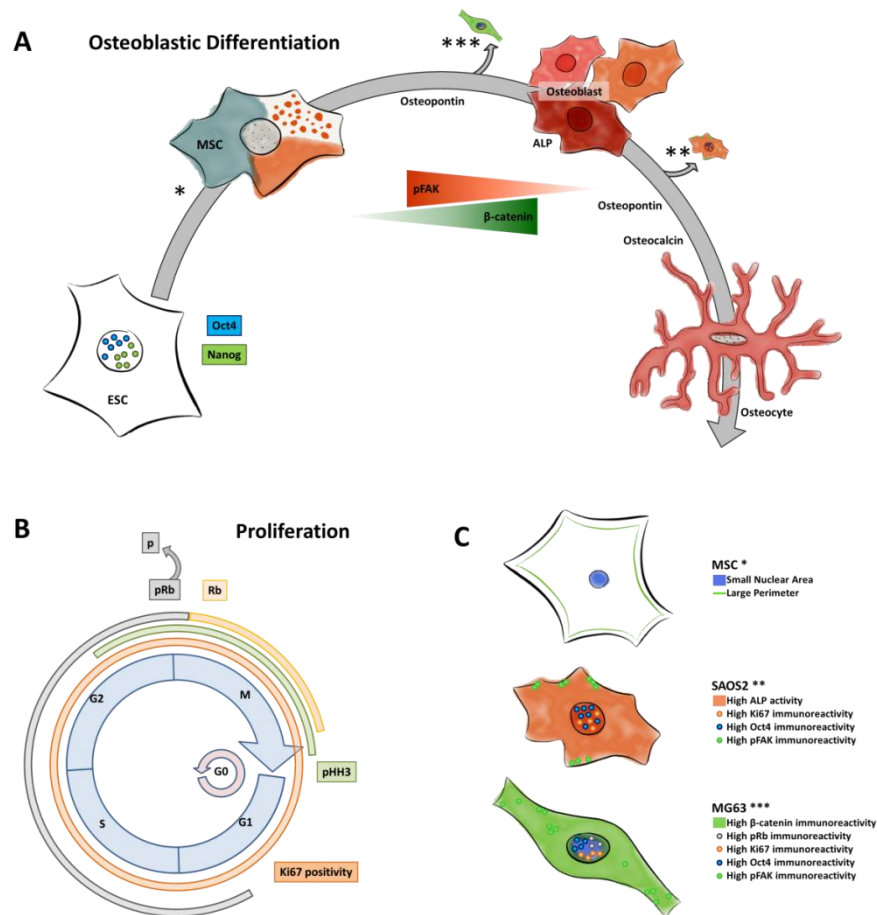 A
Osteoblastic Differentiation
***
Osteopontin
Osteoblast
MSC
ALP
**
*
pFAK
β-catenin
Osteopontin
Osteocalcin
Oct4
Nanog
ESC
Osteocyte
B
Proliferation
p
pRb
Rb
G2
M
G0
pHH3
S
G1
Ki67 positivity
C
MSC *
Small Nuclear Area
Large Perimeter
SAOS2 **
High ALP activity
High Ki67 immunoreactivity
High Oct4 immunoreactivity
High pFAK immunoreactivity
MG63 ***
High β-catenin immunoreactivity
High pRb immunoreactivity
High Ki67 immunoreactivity
High Oct4 immunoreactivity
High pFAK immunoreactivity